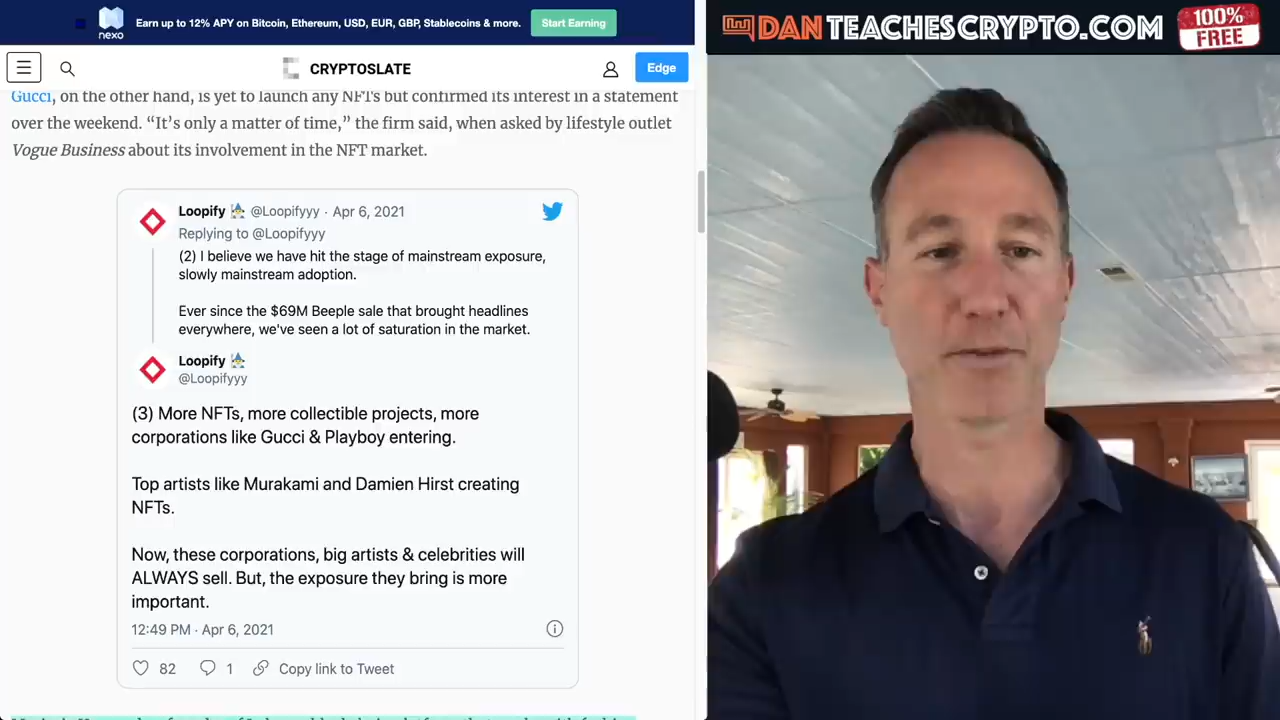 nexo
Earn up to 12% APY on Bitcoin, Ethereum, USD, EUR, GBP, Stablecoins & more.
Start Earning
CRYPTOSLATE
Edge
Gucci, on the other hand, is yet to launch any NFTs but confirmed its interest in a statement
over the weekend. “It’s only a matter of time,” the firm said, when asked by lifestyle outlet
Vogue Business about its involvement in the NFT market.
Loopify @Loopifyyy · Apr 6, 2021
Replying to @Loopifyyy
(2) I believe we have hit the stage of mainstream exposure,
slowly mainstream adoption.
Ever since the $69M Beeple sale that brought headlines
everywhere, we've seen a lot of saturation in the market.
Loopify
@Loopifyyy
(3) More NFTs, more collectible projects, more
corporations like Gucci & Playboy entering.
Top artists like Murakami and Damien Hirst creating
NFTs.
Now, these corporations, big artists & celebrities will
ALWAYS sell. But, the exposure they bring is more
important.
12:49 PM · Apr 6, 2021
82 1 Copy link to Tweet
DANTEACHESCRYPTO.COM
100%
FREE